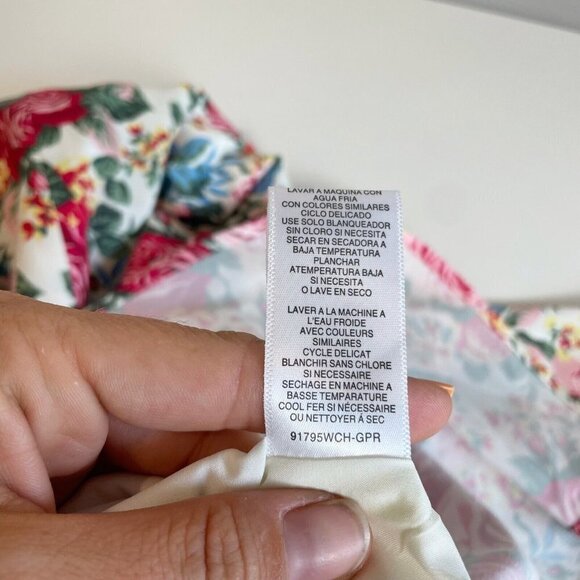 LAVAR A MAQUINA CON
AGUA FRIA
CON COLORES SIMILARES
CICLO DELICADO
USE SOLO BLANQUEADOR
SIN CLORO SI NECESITA
SECAR EN SECADORA A
BAJA TEMPERATURA
PLANCHAR
ATEMPERATURA BAJA
SI NECESITA
O LAVE EN SECO
LAVER A LA MACHINE A
L'EAU FROIDE
AVEC COULEURS
SIMILAIRES
CYCLE DELICAT
BLANCHIR SANS CHLORE
SI NECESSAIRE
SECHAGE EN MACHINE A
BASSE TEMPERATURE
COOL FER SI NÉCESSAIRE
OU NETTOYER Á SEC
91795WCH-GPR